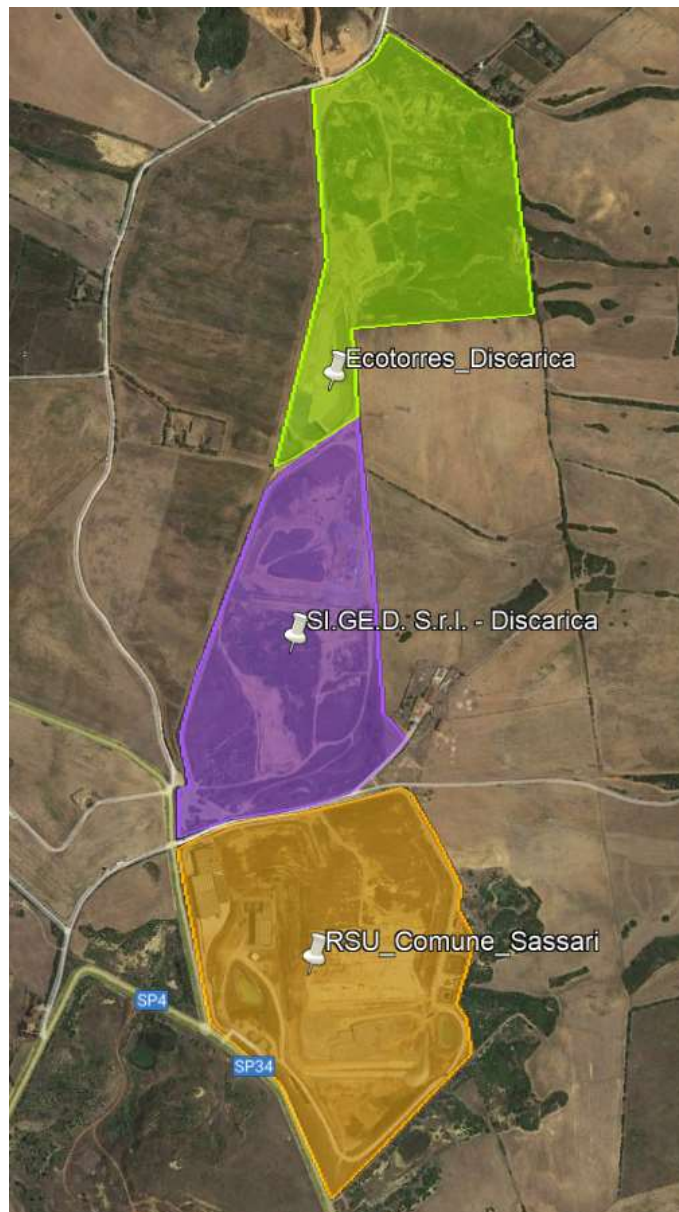 Ecotorres_Discarica
SI.GE.D. S.r.l. - Discarica
RSU_Comune_Sassari
SP4
SP34